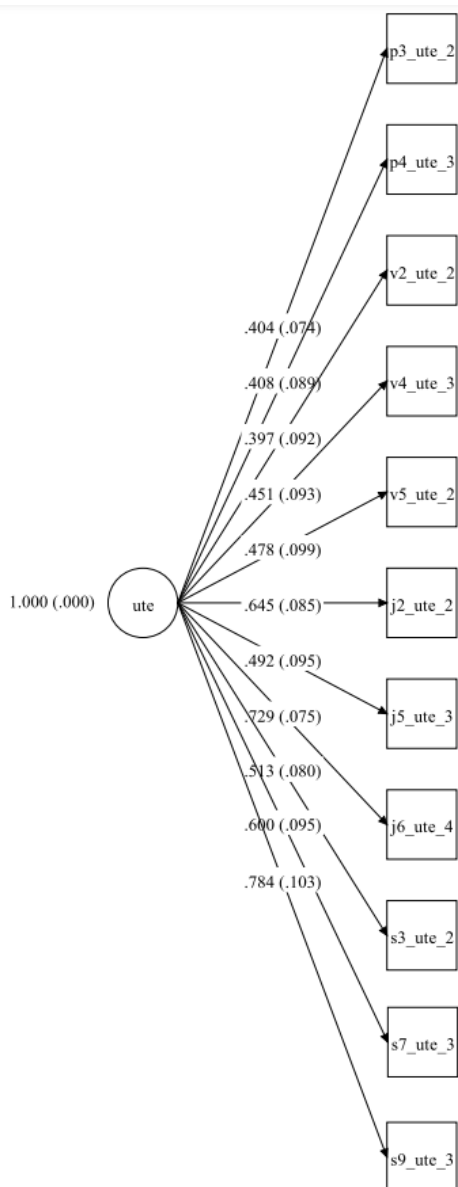 p3_ute_2
p4_ute_3
v2_ute_2
.404 (.074)
.408 (.089)
v4_ute_3
.397 (.092)
.451 (.093)
v5_ute_2
.478 (.099)
1.000 (.000)
ute
.645 (.085)
j2_ute_2
.492 (.095)
j5_ute_3
.729 (.075)
.513 (.080)
.600 (.095)
j6_ute_4
.784 (.103)
s3_ute_2
s7_ute_3
s9_ute_3